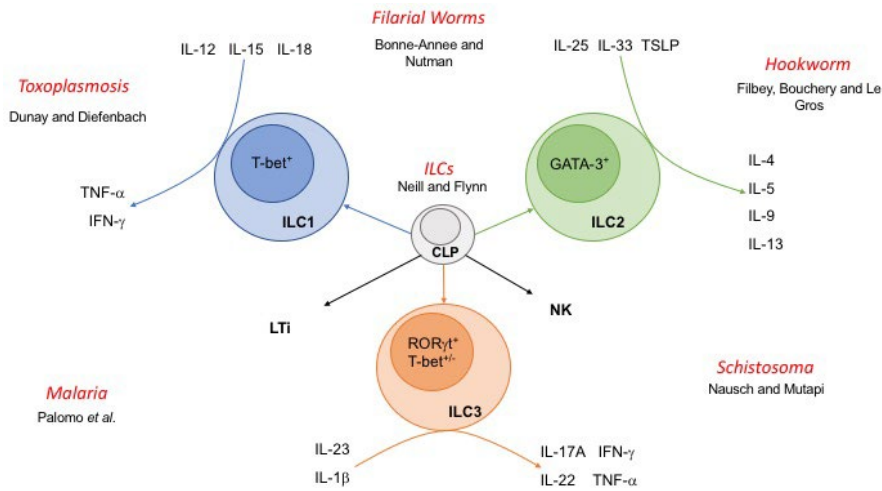 Filarial Worms
Bonne-Annee and
Nutman
IL-12 IL-15 IL-18
IL-25 IL-33 TSLP
Toxoplasmosis
Dunay and Diefenbach
Hookworm
Filbey, Bouchery and Le
Gros
T-bet⁺
ILC1
ILCs
Neill and Flynn
GATA-3⁺
ILC2
TNF-α
IFN-γ
IL-4
IL-5
IL-9
IL-13
CLP
LTi
NK
RORγt⁺
T-bet⁺/⁻
ILC3
Malaria
Palomo et al.
Schistosoma
Nausch and Mutapi
IL-23
IL-1β
IL-17A IFN-γ
IL-22 TNF-α